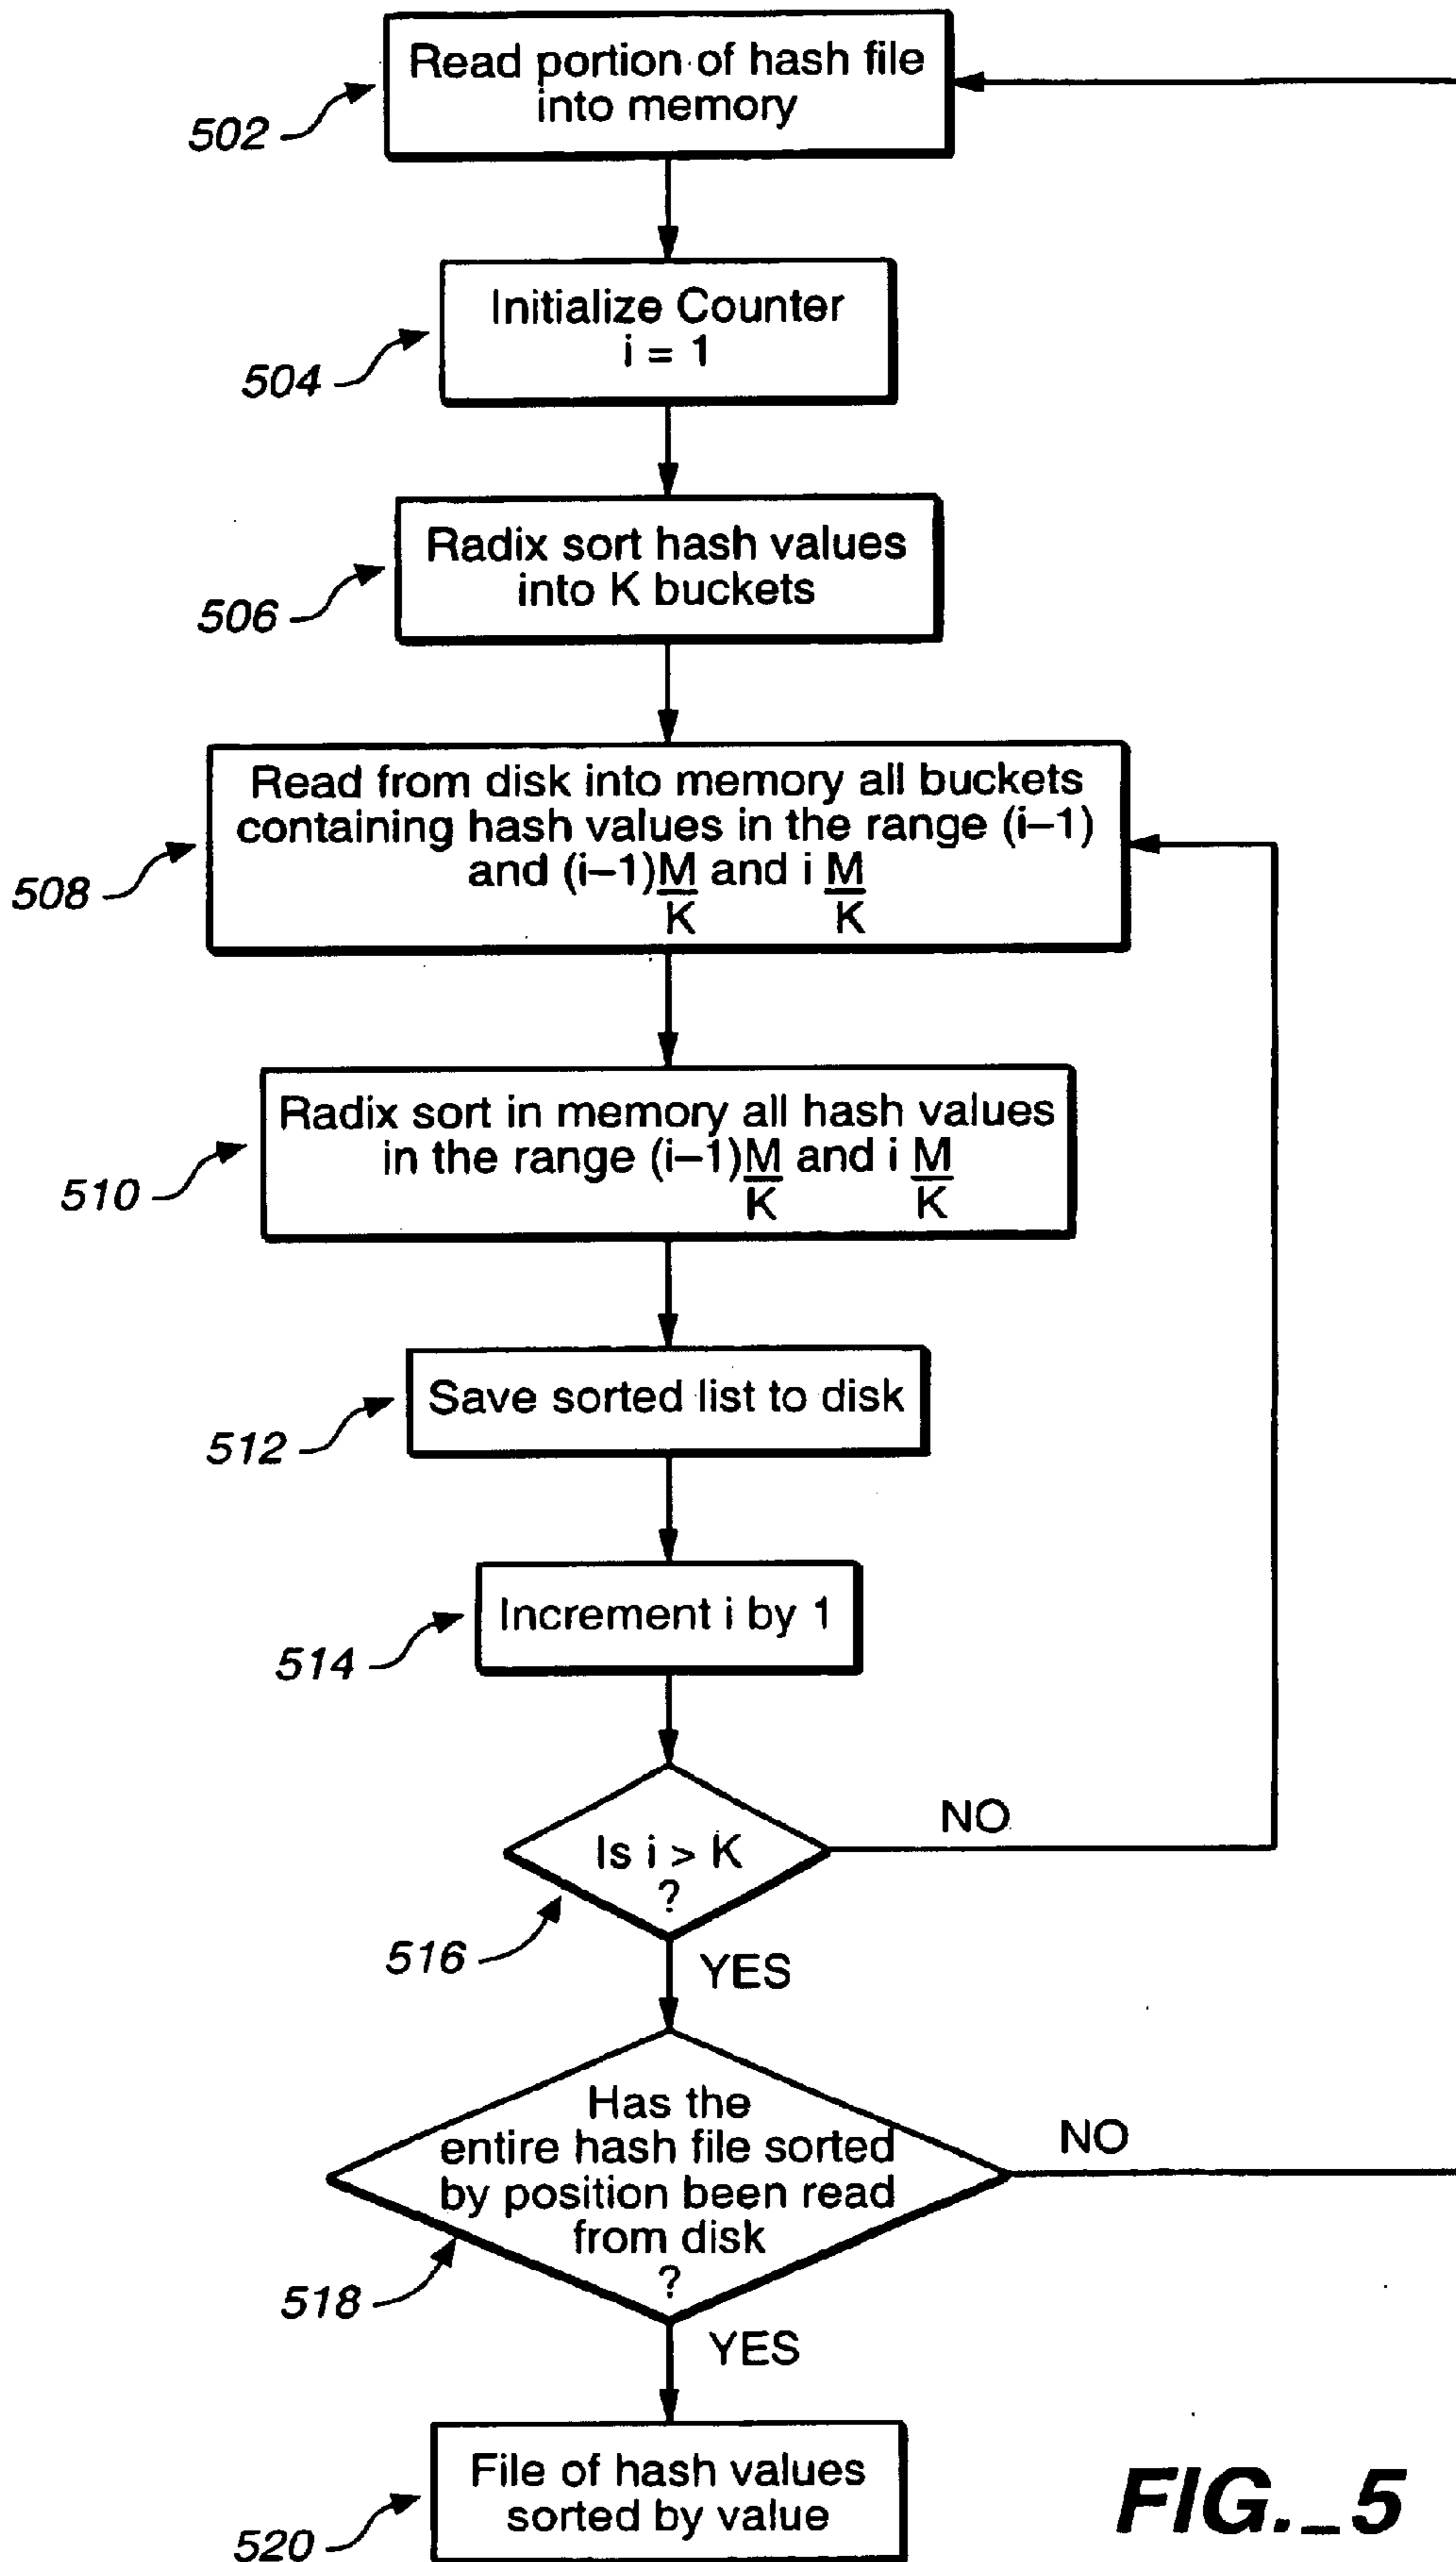 Read portion of hash file
into memory
502
Initialize Counter
i = 1
504
Radix sort hash values
into K buckets
506
Read from disk into memory all buckets
containing hash values in the range (i–1)
and (i–1)M/K and i M/K
508
Radix sort in memory all hash values
in the range (i–1)M/K and i M/K
510
Save sorted list to disk
512
Increment i by 1
514
Is i > K
?
NO
516
YES
Has the
entire hash file sorted
by position been read
from disk
?
NO
518
YES
File of hash values
sorted by value
520
FIG._5